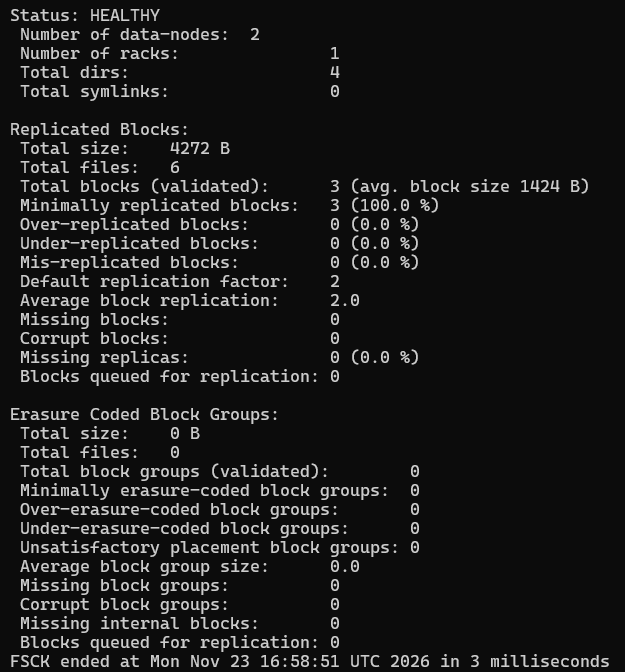 Status: HEALTHY
 Number of data-nodes:  2
 Number of racks:               1
 Total dirs:                    4
 Total symlinks:                0

Replicated Blocks:
 Total size:    4272 B
 Total files:   6
 Total blocks (validated):      3 (avg. block size 1424 B)
 Minimally replicated blocks:   3 (100.0 %)
 Over-replicated blocks:        0 (0.0 %)
 Under-replicated blocks:       0 (0.0 %)
 Mis-replicated blocks:         0 (0.0 %)
 Default replication factor:    2
 Average block replication:     2.0
 Missing blocks:                0
 Corrupt blocks:                0
 Missing replicas:              0 (0.0 %)
 Blocks queued for replication: 0

Erasure Coded Block Groups:
 Total size:    0 B
 Total files:   0
 Total block groups (validated):        0
 Minimally erasure-coded block groups:  0
 Over-erasure-coded block groups:       0
 Under-erasure-coded block groups:      0
 Unsatisfactory placement block groups: 0
 Average block group size:      0.0
 Missing block groups:          0
 Corrupt block groups:          0
 Missing internal blocks:       0
 Blocks queued for replication: 0
FSCK ended at Mon Nov 23 16:58:51 UTC 2026 in 3 milliseconds